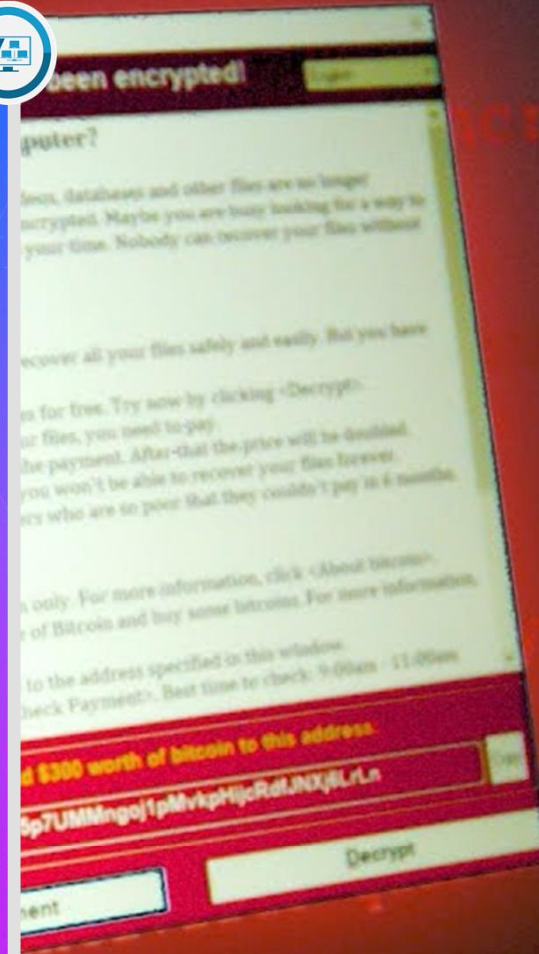 been encrypted!
English
puter?
deos, databases and other files are no longer
ncrypted. Maybe you are busy looking for a way to
your time. Nobody can recover your files without
ecover all your files safely and easily. But you have
es for free. Try now by clicking <Decrypt>.
ur files, you need to pay.
he payment. After that the price will be doubled.
you won't be able to recover your files forever.
ers who are so poor that they couldn't pay in 6 months.
n only. For more information, click <About bitcoin>.
e of Bitcoin and buy some bitcoins. For more information,
to the address specified in this window.
heck Payment>. Best time to check: 9:00am - 11:00am
d $300 worth of bitcoin to this address:
Copy
ment
Decrypt